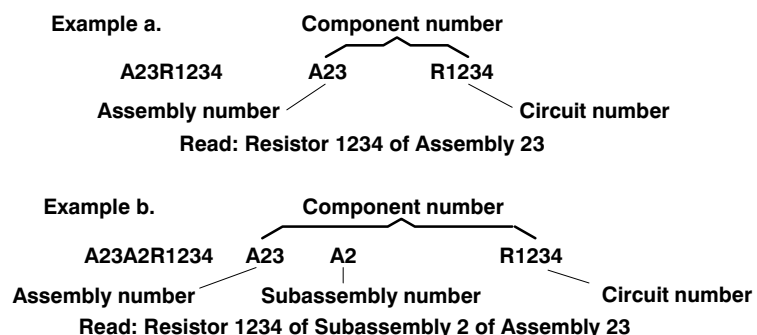 Example a. Component number
A23R1234 A23 R1234
Assembly number Circuit number
Read: Resistor 1234 of Assembly 23
Example b. Component number
A23A2R1234 A23 A2 R1234
Assembly number Subassembly number Circuit number
Read: Resistor 1234 of Subassembly 2 of Assembly 23